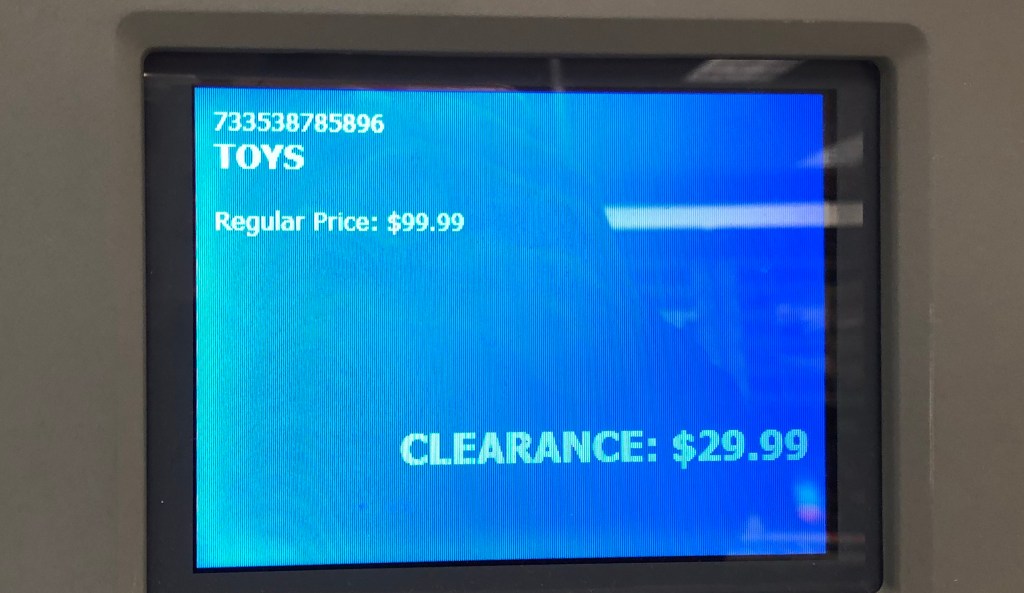 733538785896
TOYS
Regular Price: $99.99
CLEARANCE: $29.99